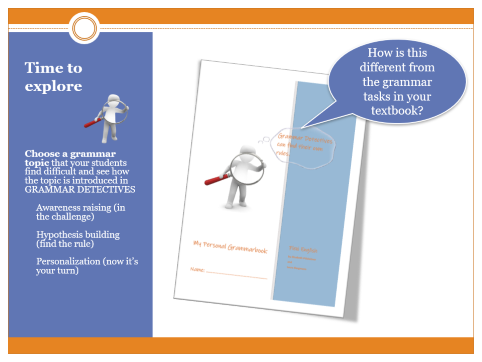 Time to
explore
Choose a grammar
topic that your students
find difficult and see how
the topic is introduced in
GRAMMAR DETECTIVES
Awareness raising (in
the challenge)
Hypothesis building
(find the rule)
Personalization (now it's
your turn)
How is this
different from
the grammar
tasks in your
textbook?
Grammar Detectives
can find their own
rules
My Personal Grammarbook
Name: